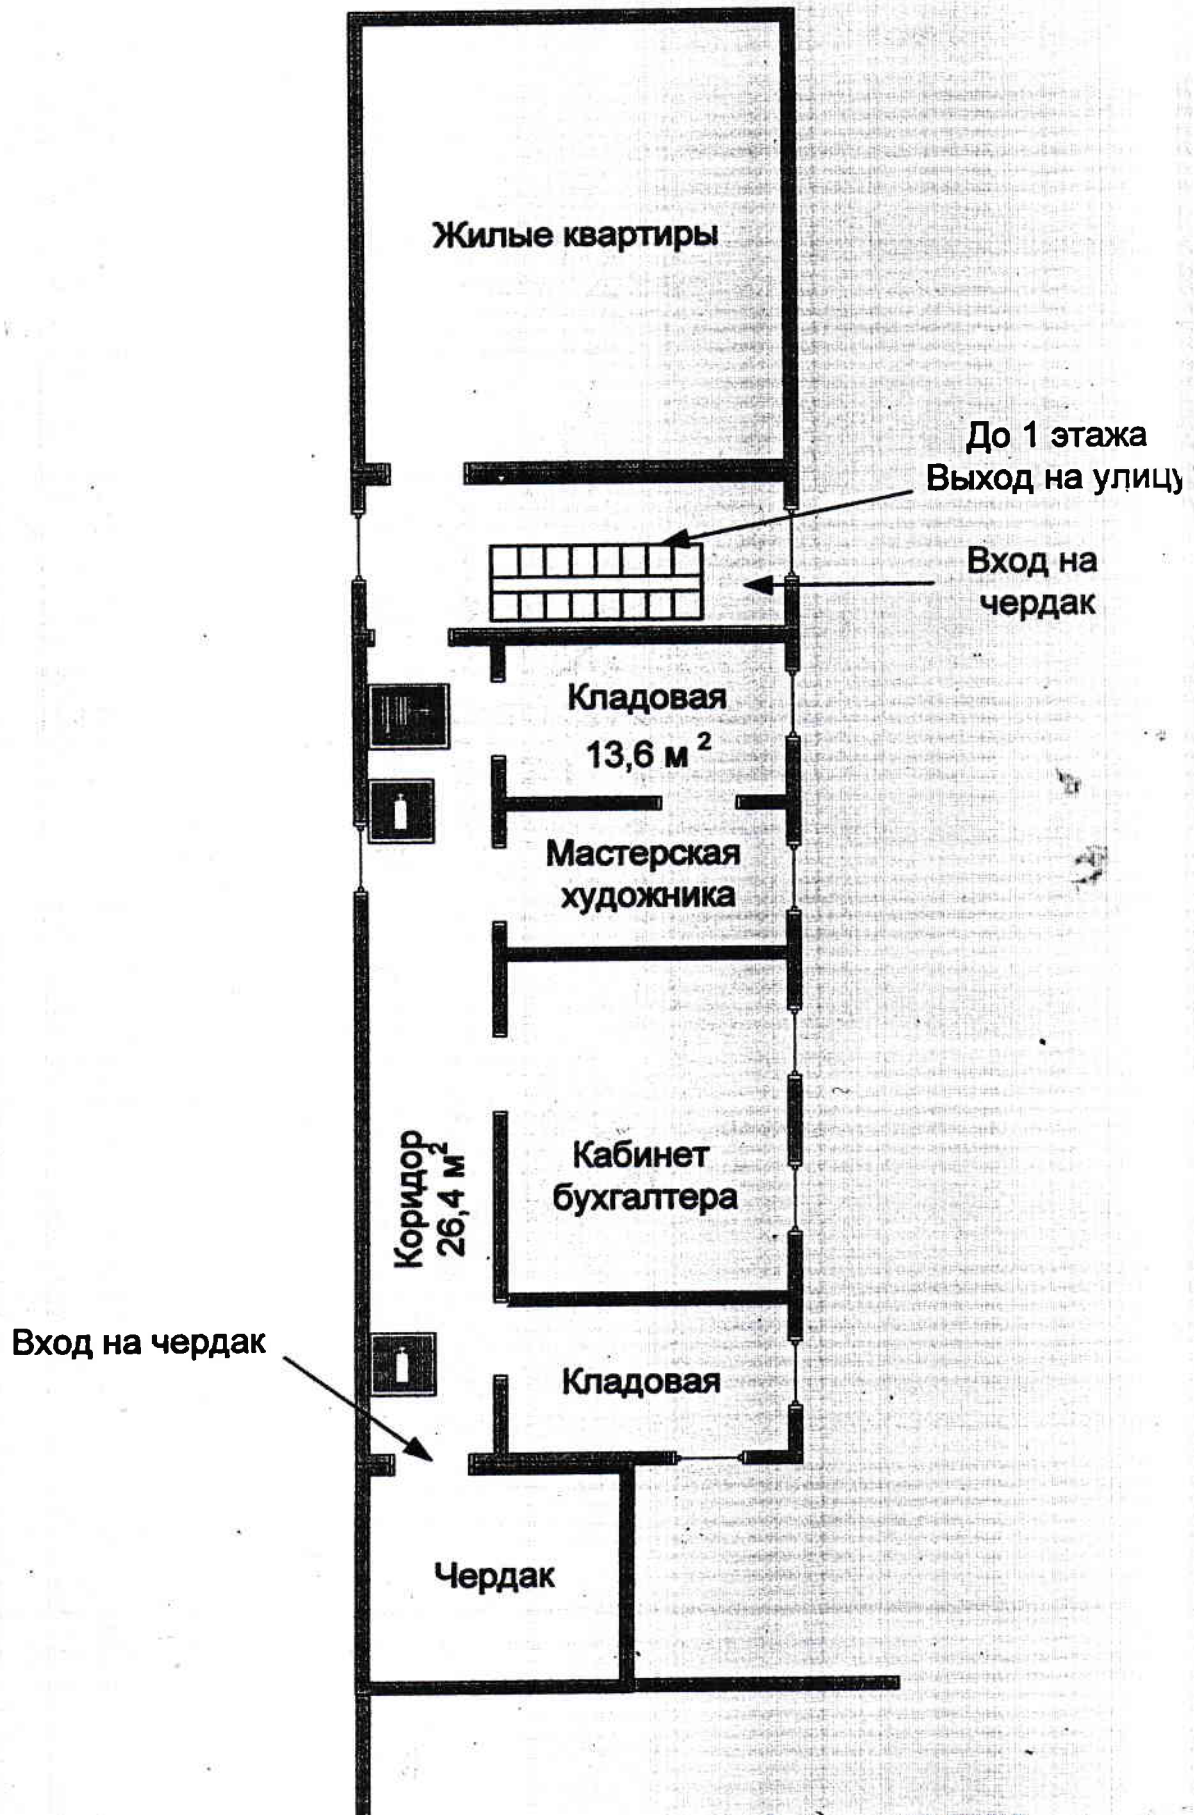 Жилые квартиры
До 1 этажа
Выход на улицу
Вход на
чердак
Кладовая
13,6 м 2
Мастерская
художника
Коридор
26,4 м2
Кабинет
бухгалтера
Вход на чердак
Кладовая
Чердак